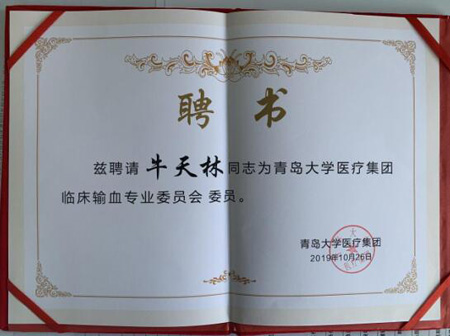 聘书
兹聘请 牛天林 同志为青岛大学医疗集团
临床输血专业委员会 委员。
青岛大学医疗集团
2019年10月26日